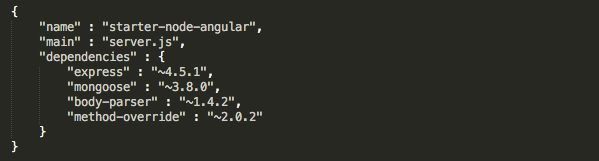 {
    "name" : "starter-node-angular",
    "main" : "server.js",
    "dependencies" : {
        "express" : "~4.5.1",
        "mongoose" : "~3.8.0",
        "body-parser" : "~1.4.2",
        "method-override" : "~2.0.2"
    }
}